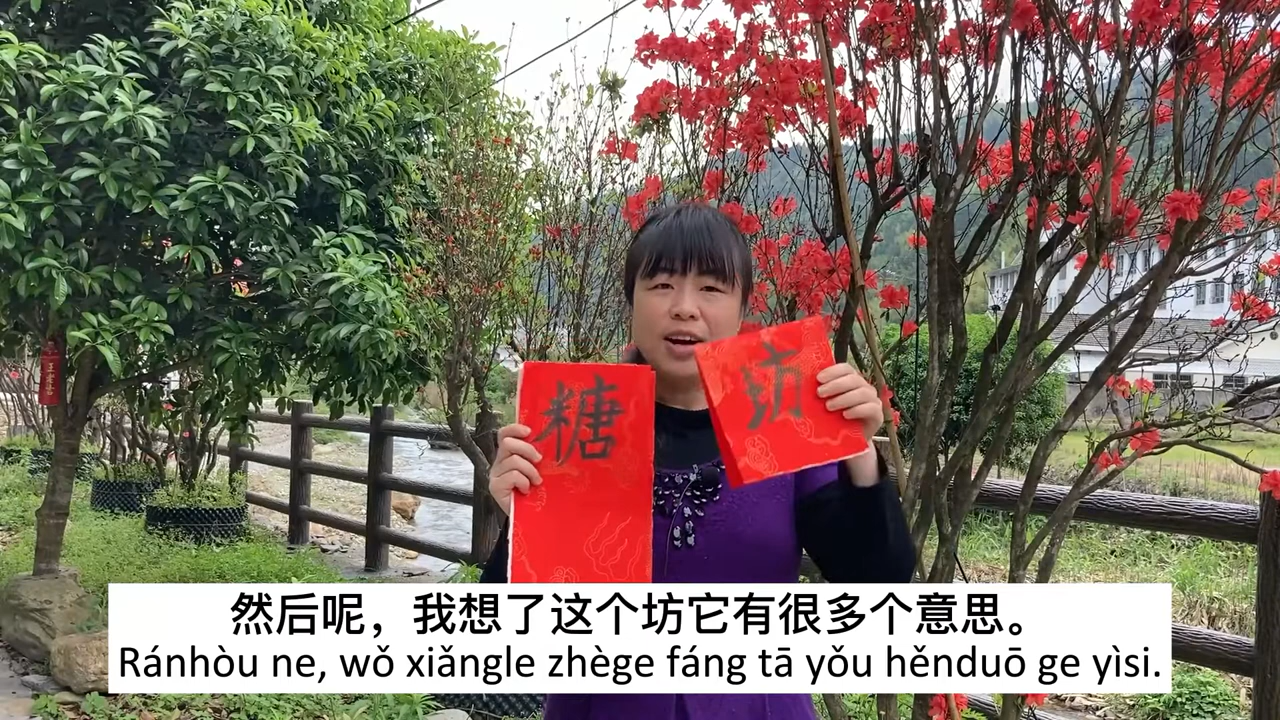 糖
坊
然后呢，我想了这个坊它有很多个意思。
Ránhòu ne, wǒ xiǎngle zhège fáng tā yǒu hěnduō ge yìsi.